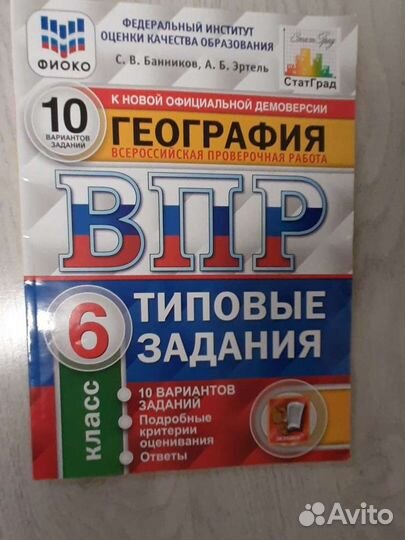 ФЕДЕРАЛЬНЫЙ ИНСТИТУТ
ОЦЕНКИ КАЧЕСТВА ОБРАЗОВАНИЯ
С. В. Банников, А. Б. Эртель
ФИОКО
СтатГрад
К НОВОЙ ОФИЦИАЛЬНОЙ ДЕМОВЕРСИИ
10
ВАРИАНТОВ
ЗАДАНИЙ
ГЕОГРАФИЯ
ВСЕРОССИЙСКАЯ ПРОВЕРОЧНАЯ РАБОТА
ВПР
6
класс
ТИПОВЫЕ
ЗАДАНИЯ
10 ВАРИАНТОВ
ЗАДАНИЙ
Подробные
критерии
оценивания
Ответы
Avito